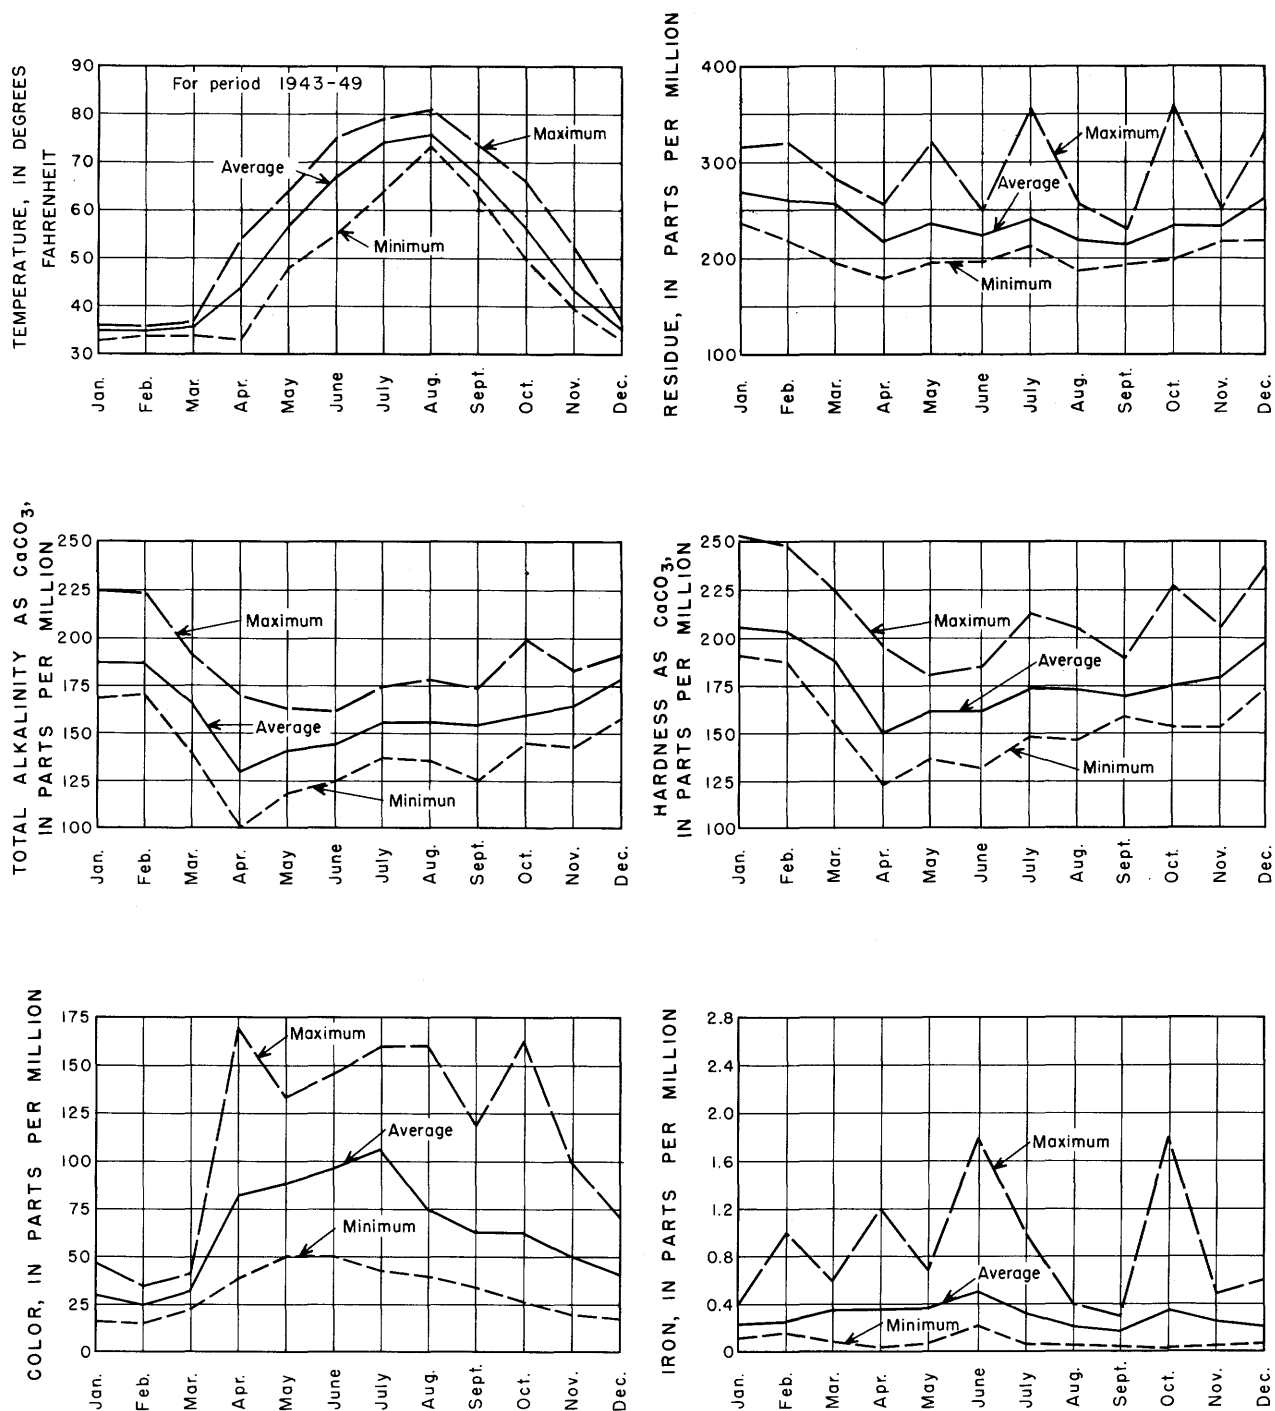 TEMPERATURE, IN DEGREES
FAHRENHEIT
90
80
70
60
50
40
30
For period 1943-49
Maximum
Average
Minimum
Jan.
Feb.
Mar.
Apr.
May
June
July
Aug.
Sept.
Oct.
Nov.
Dec.
RESIDUE, IN PARTS PER MILLION
400
300
200
100
Maximum
Average
Minimum
Jan.
Feb.
Mar.
Apr.
May
June
July
Aug.
Sept.
Oct.
Nov.
Dec.
TOTAL ALKALINITY AS CaCO3,
IN PARTS PER MILLION
250
225
200
175
150
125
100
Maximum
Average
Minimun
Jan.
Feb.
Mar.
Apr.
May
June
July
Aug.
Sept.
Oct.
Nov.
Dec.
HARDNESS AS CaCO3,
IN PARTS PER MILLION
250
225
200
175
150
125
100
Maximum
Average
Minimum
Jan.
Feb.
Mar.
Apr.
May
June
July
Aug.
Sept.
Oct.
Nov.
Dec.
COLOR, IN PARTS PER MILLION
175
150
125
100
75
50
25
0
Maximum
Average
Minimum
Jan.
Feb.
Mar.
Apr.
May
June
July
Aug.
Sept.
Oct.
Nov.
Dec.
IRON, IN PARTS PER MILLION
2.8
2.4
2.0
1.6
1.2
0.8
0.4
0
Maximum
Average
Minimum
Jan.
Feb.
Mar.
Apr.
May
June
July
Aug.
Sept.
Oct.
Nov.
Dec.